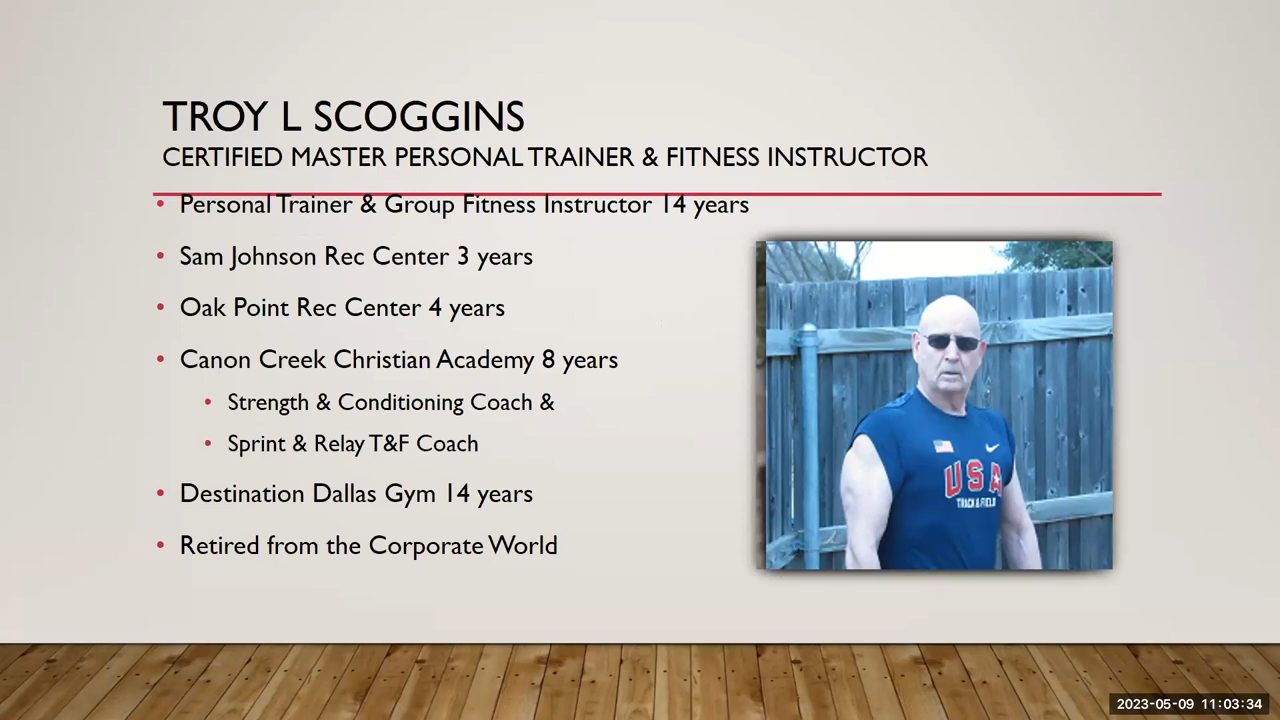 TROY L SCOGGINS
CERTIFIED MASTER PERSONAL TRAINER & FITNESS INSTRUCTOR
• Personal Trainer & Group Fitness Instructor 14 years
• Sam Johnson Rec Center 3 years
• Oak Point Rec Center 4 years
• Canon Creek Christian Academy 8 years
• Strength & Conditioning Coach &
• Sprint & Relay T&F Coach
• Destination Dallas Gym 14 years
• Retired from the Corporate World
USA
TRACK & FIELD
2023-05-09 11:03:34